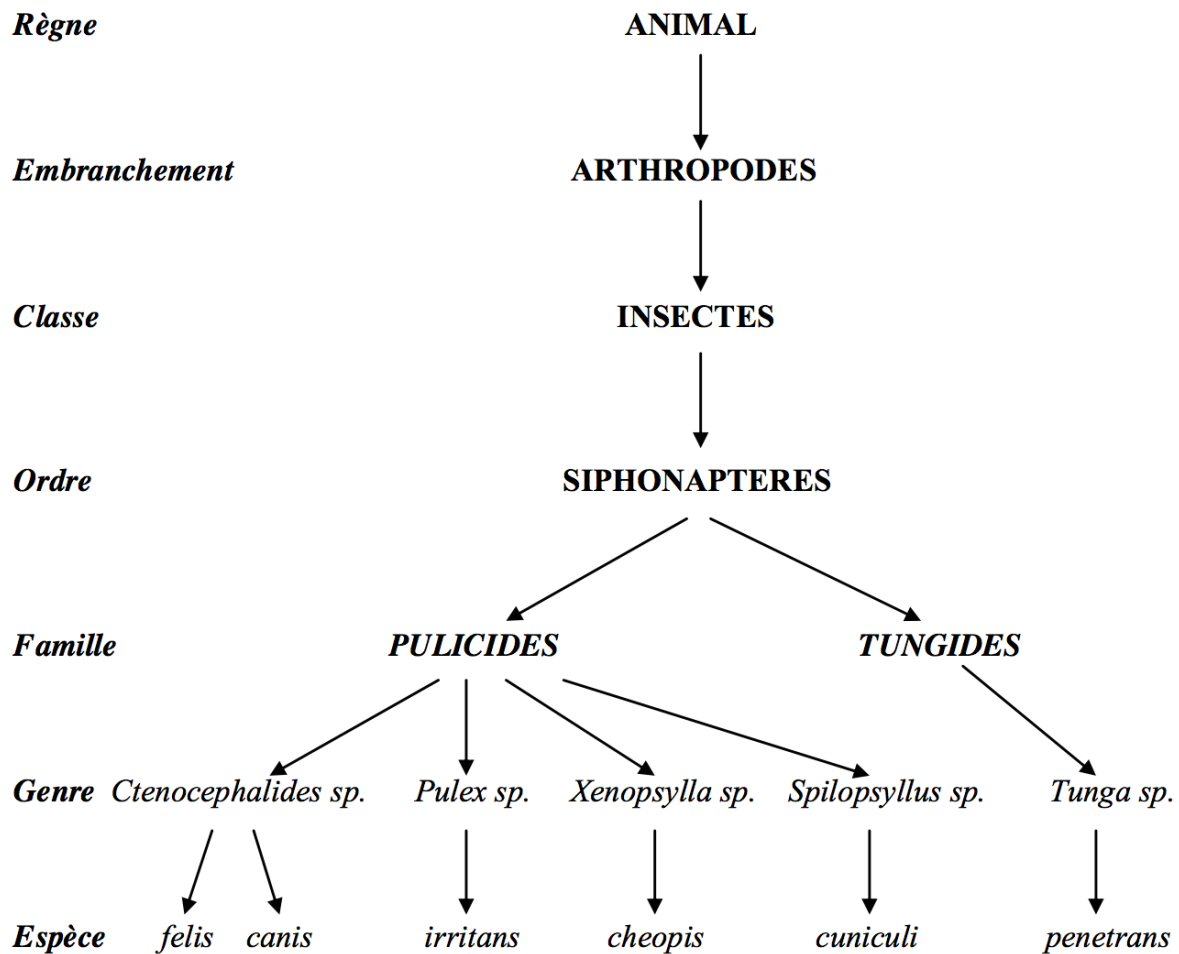 Règne ANIMAL
Embranchement ARTHROPODES
Classe INSECTES
Ordre SIPHONAPTERES
Famille PULICIDES TUNGIDES
Genre Ctenocephalides sp. Pulex sp. Xenopsylla sp. Spilopsyllus sp. Tunga sp.
Espèce felis canis irritans cheopis cuniculi penetrans